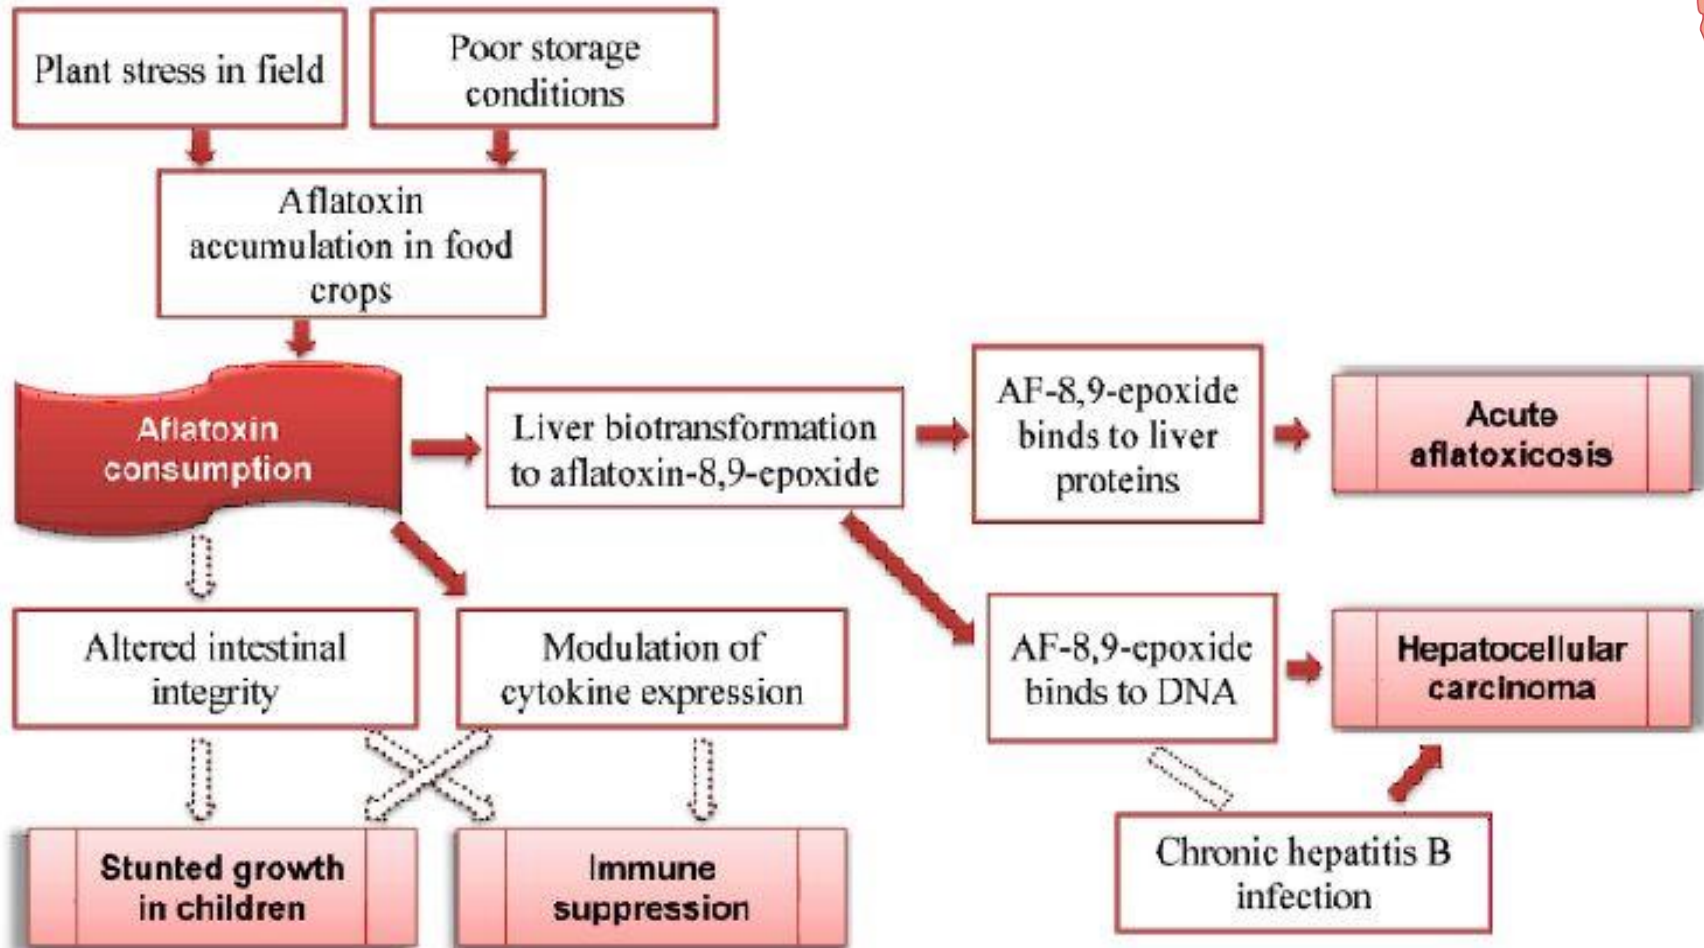 Plant stress in field
Poor storage
conditions
Aflatoxin
accumulation in food
crops
Aflatoxin
consumption
Liver biotransformation
to aflatoxin-8,9-epoxide
AF-8,9-epoxide
binds to liver
proteins
Acute
aflatoxicosis
Altered intestinal
integrity
Modulation of
cytokine expression
AF-8,9-epoxide
binds to DNA
Hepatocellular
carcinoma
Stunted growth
in children
Immune
suppression
Chronic hepatitis B
infection